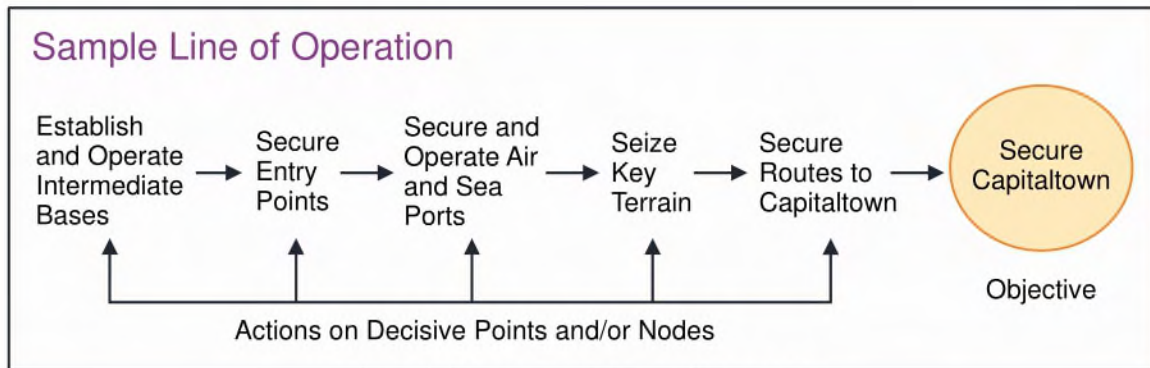 Sample Line of Operation
Establish
and Operate
Intermediate
Bases
Secure
Entry
Points
Secure and
Operate Air
and Sea
Ports
Seize
Key
Terrain
Secure
Routes to
Capitaltown
Secure
Capitaltown
Objective
Actions on Decisive Points and/or Nodes